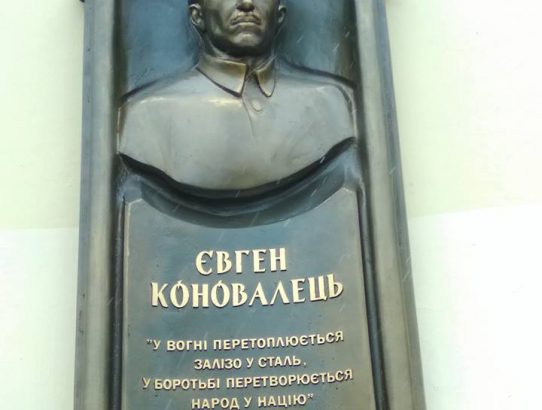 ЄВГЕН
КОНОВАЛЕЦЬ
"У ВОГНІ ПЕРЕТОПЛЮЄТЬСЯ
ЗАЛІЗО У СТАЛЬ,
У БОРОТЬБІ ПЕРЕТВОРЮЄТЬСЯ
НАРОД У НАЦІЮ"